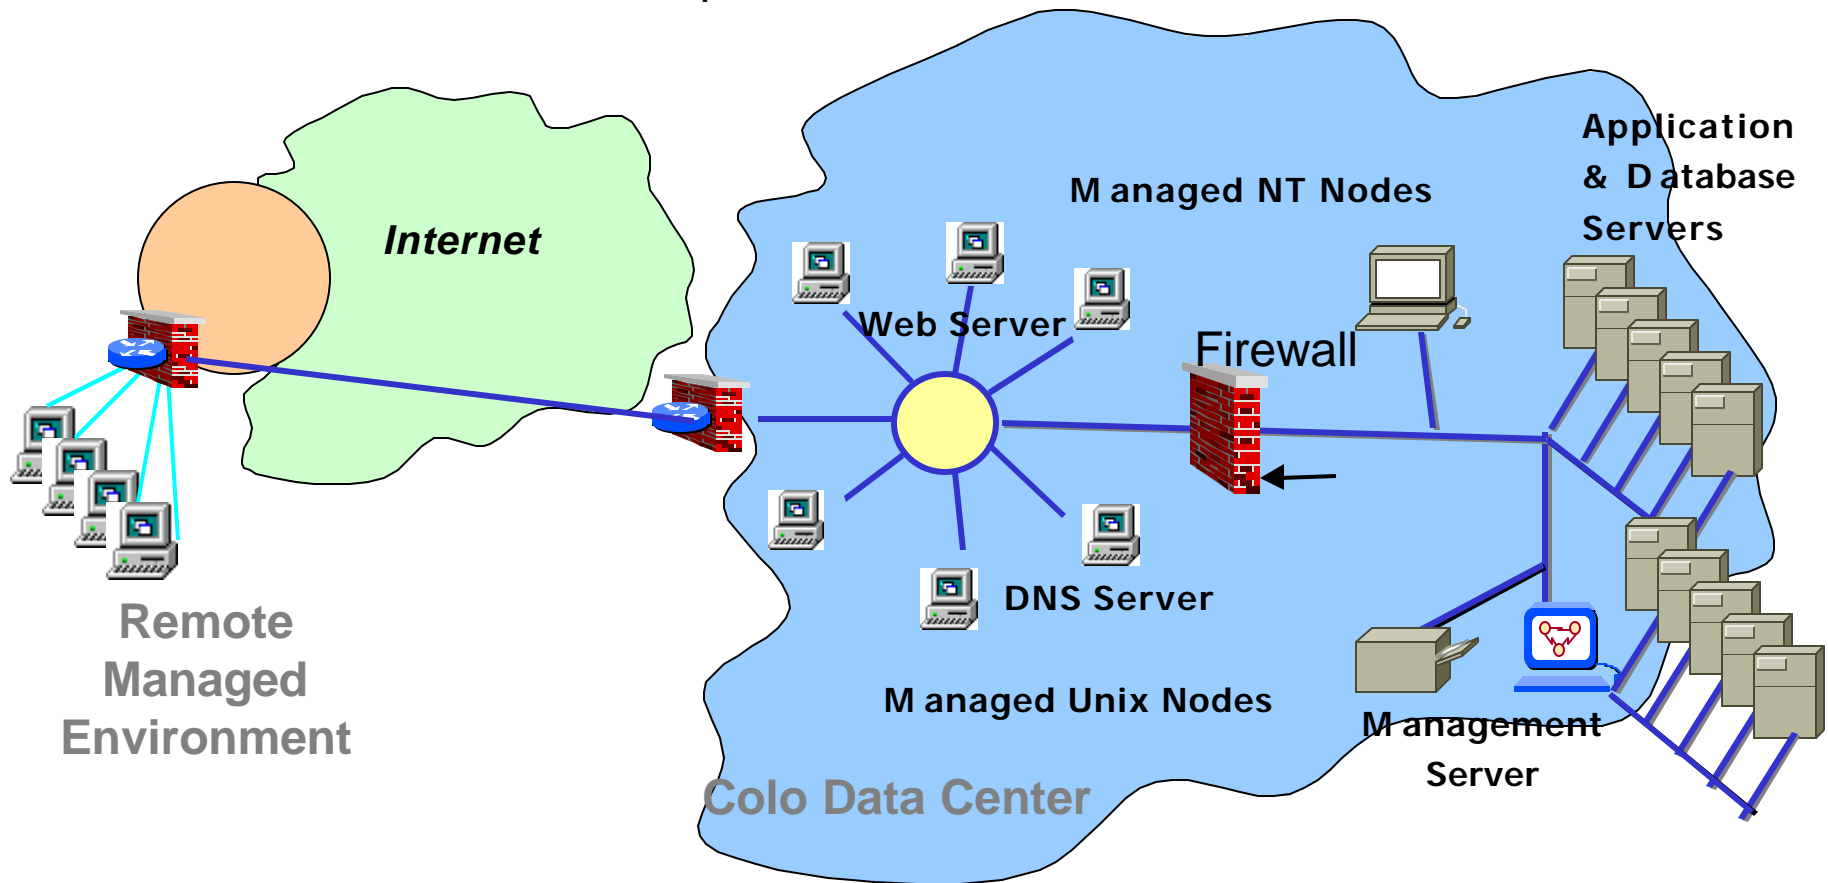 Application
& Database
Servers
Managed NT Nodes
Internet
Web Server
Firewall
DNS Server
Remote
Managed
Environment
Managed Unix Nodes
Management
Server
Colo Data Center